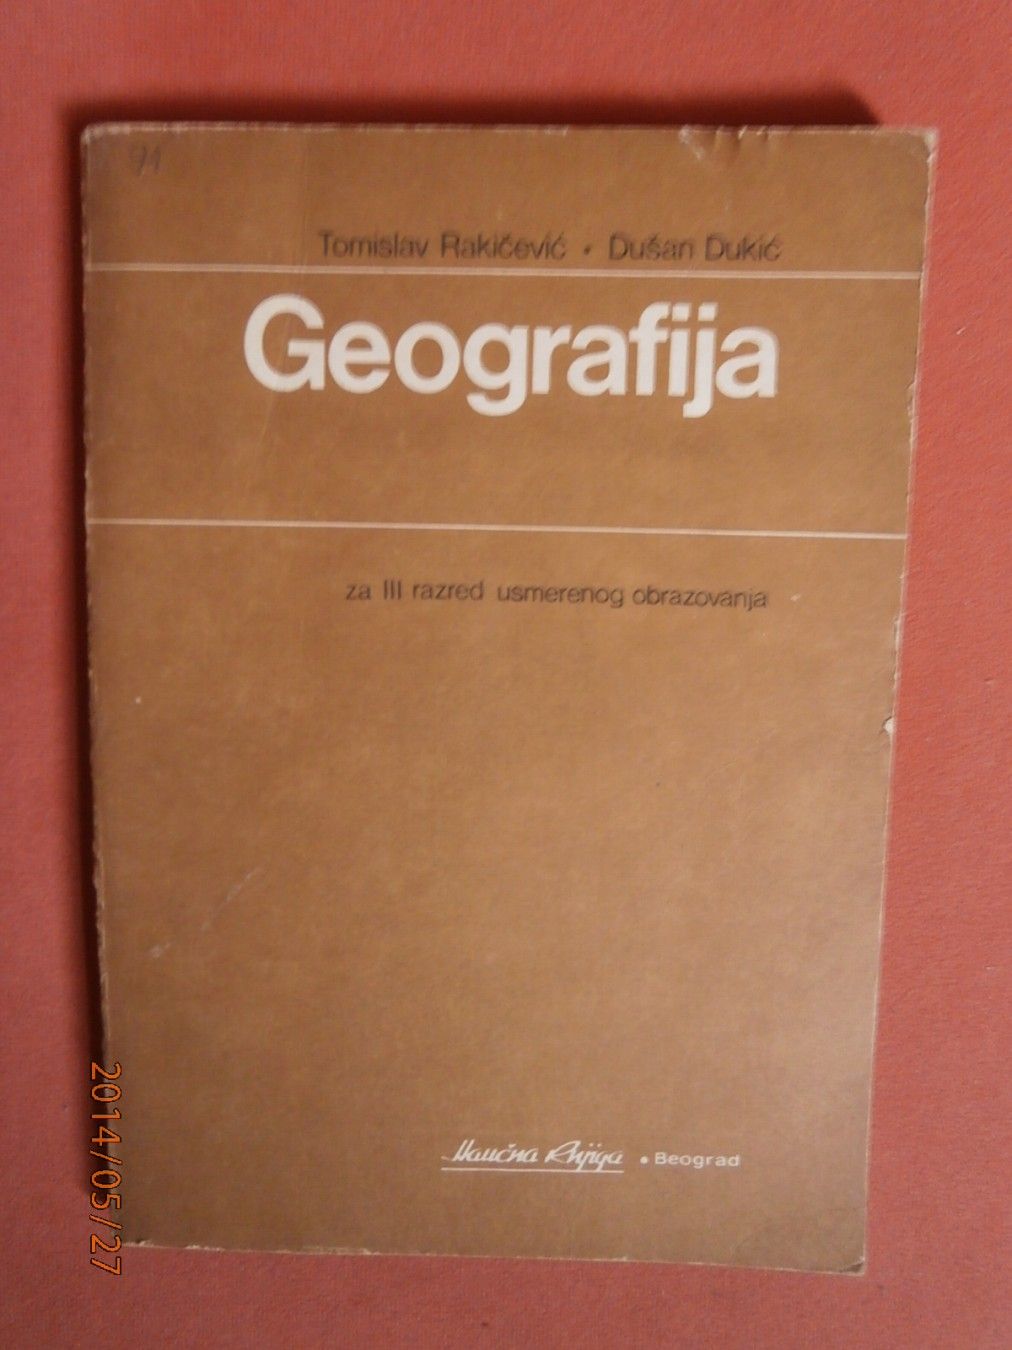 91
Tomislav Rakičević • Dušan Dukić
Geografija
za III razred usmerenog obrazovanja
Naučna Knjiga • Beograd
2014/05/27